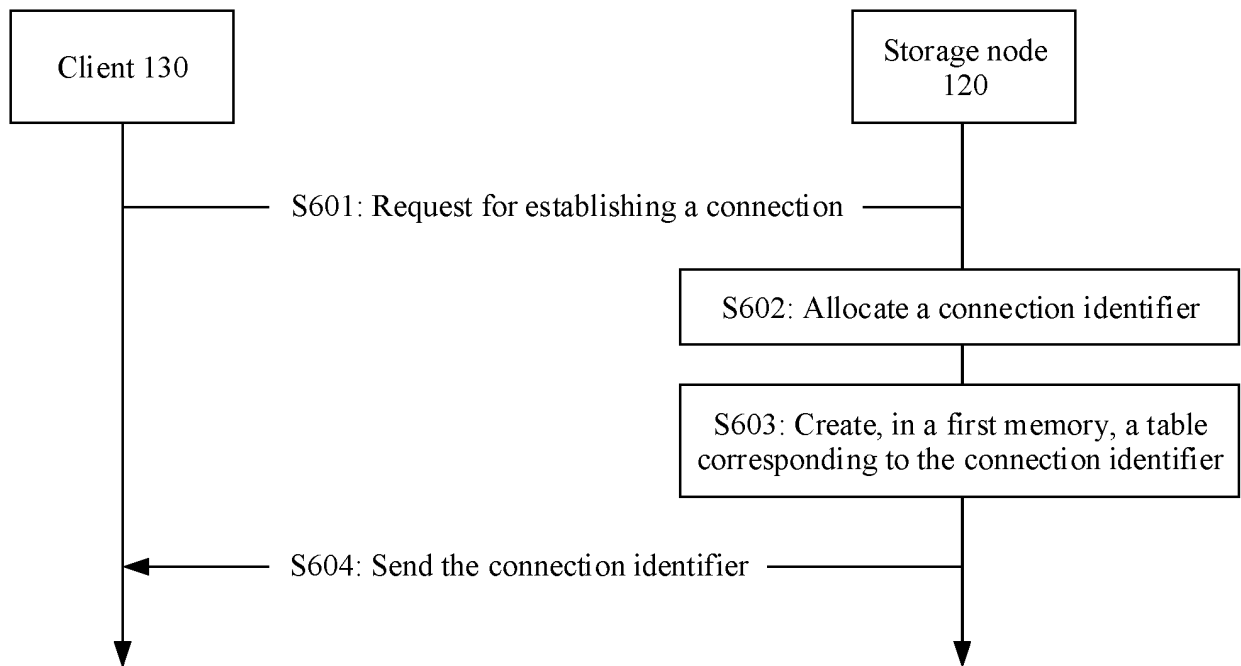 Client 130
Storage node
120
S601: Request for establishing a connection
S602: Allocate a connection identifier
S603: Create, in a first memory, a table
corresponding to the connection identifier
S604: Send the connection identifier